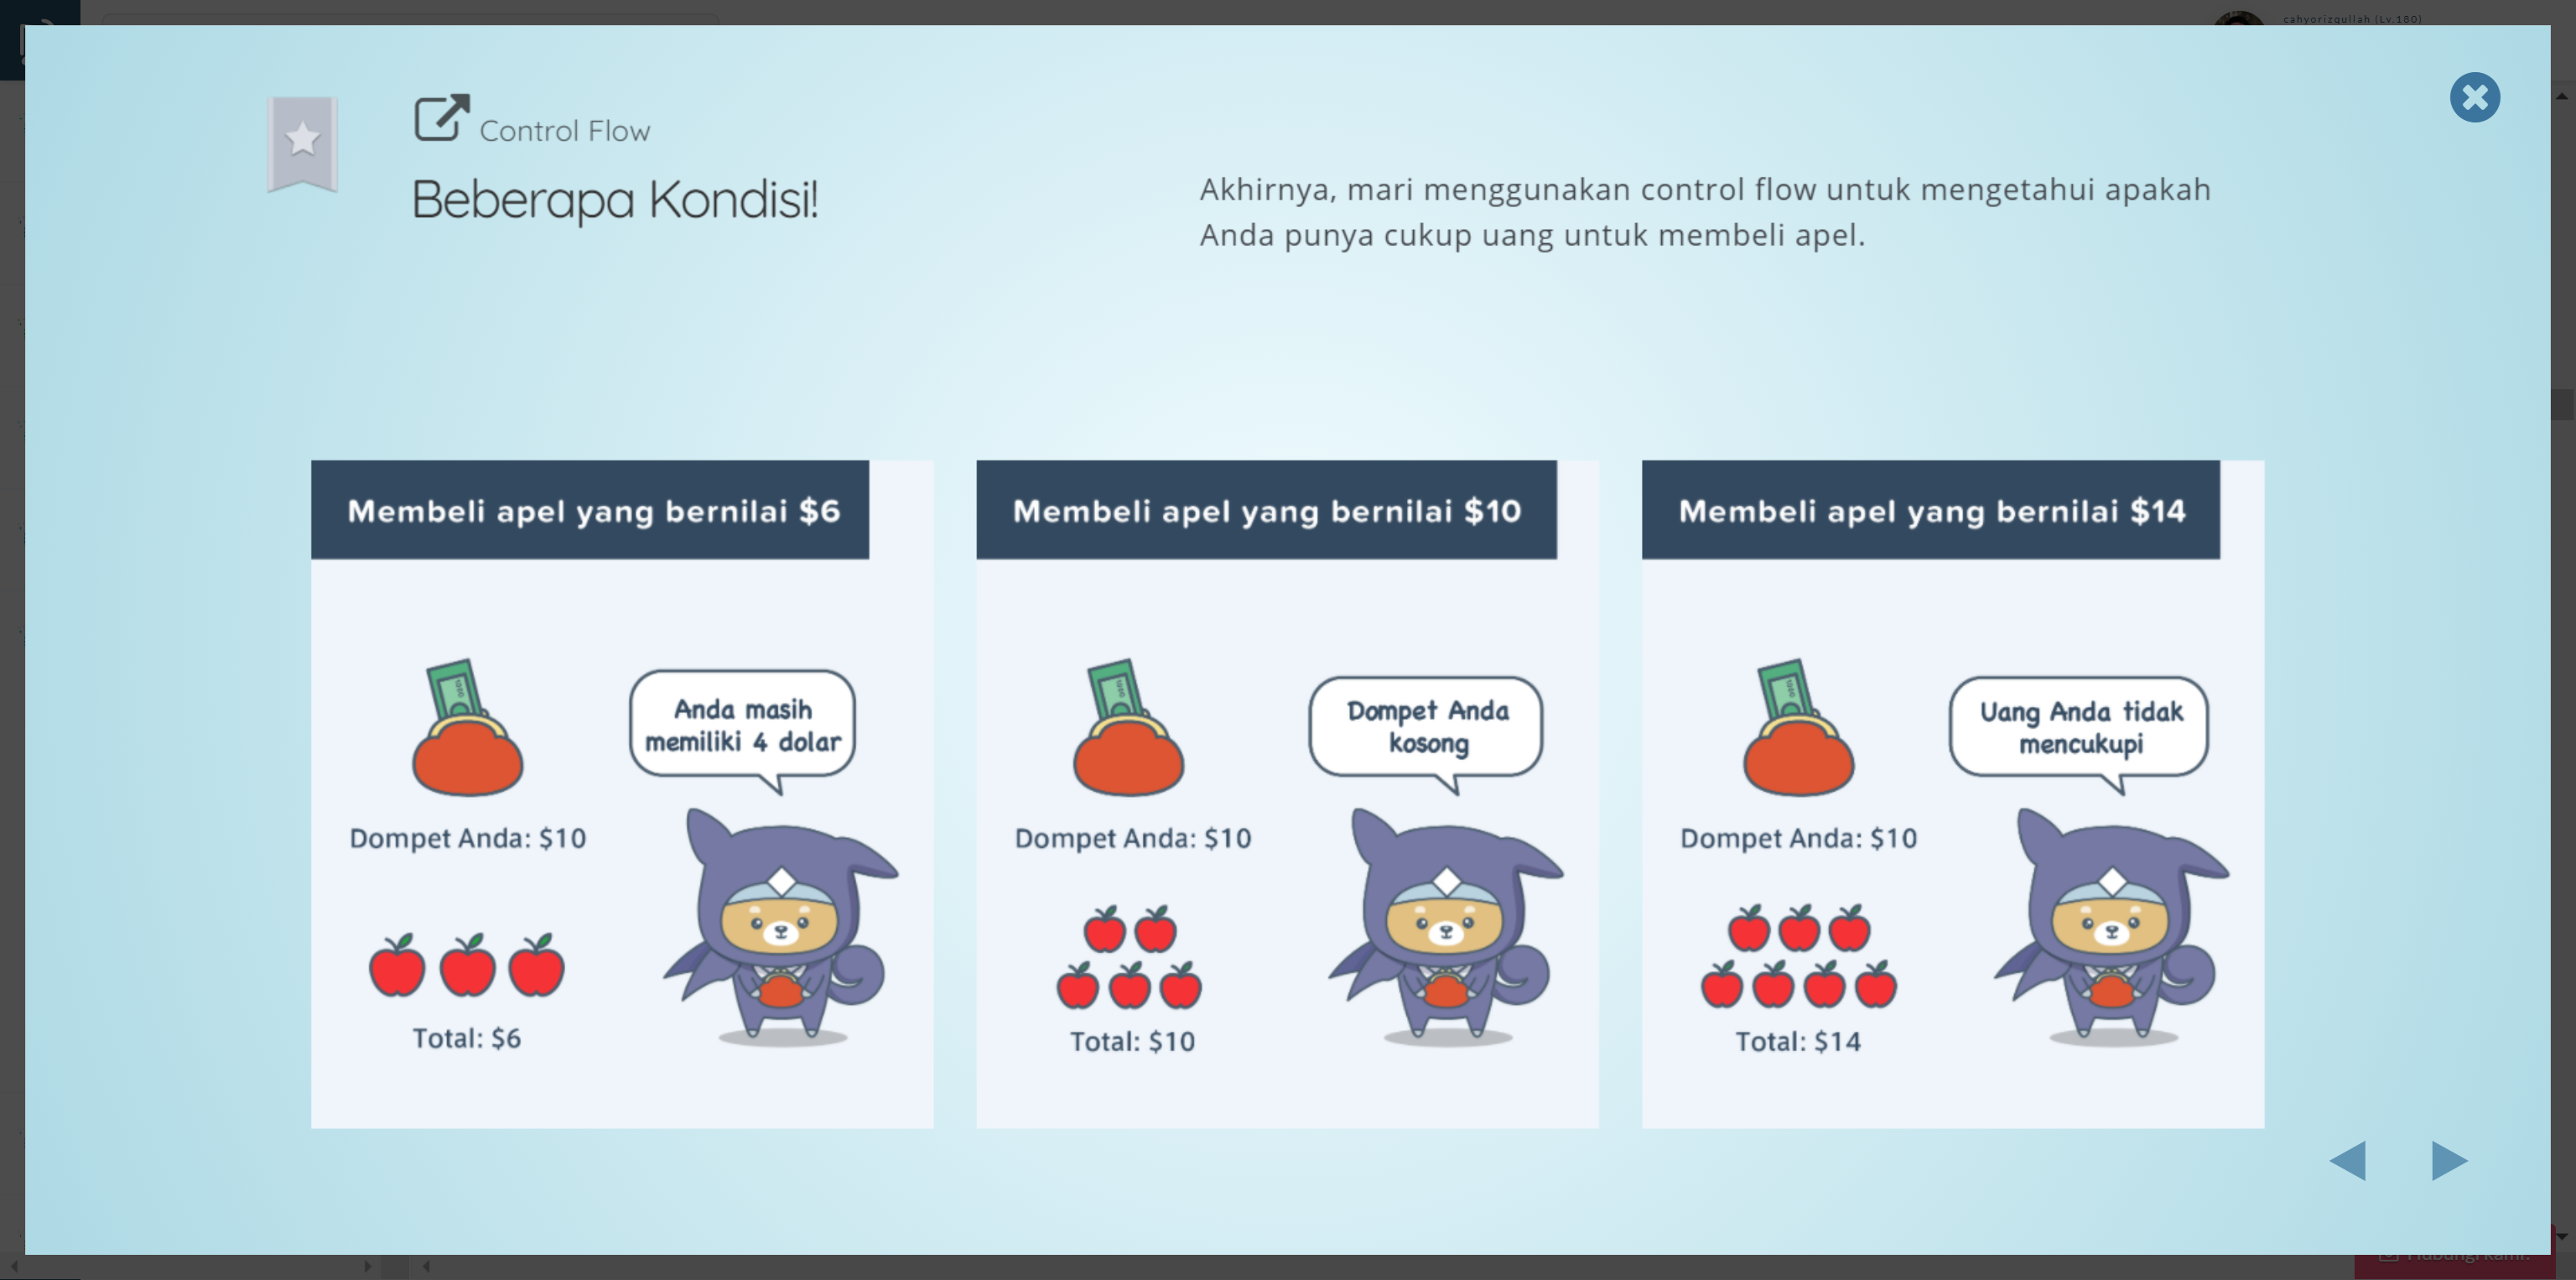 cahyorizqullah (Lv.180)
Control Flow
Beberapa Kondisi!
Akhirnya, mari menggunakan control flow untuk mengetahui apakah
Anda punya cukup uang untuk membeli apel.
Membeli apel yang bernilai $6
Anda masih
memiliki 4 dolar
Dompet Anda: $10
Total: $6
Membeli apel yang bernilai $10
Dompet Anda
kosong
Dompet Anda: $10
Total: $10
Membeli apel yang bernilai $14
Uang Anda tidak
mencukupi
Dompet Anda: $10
Total: $14